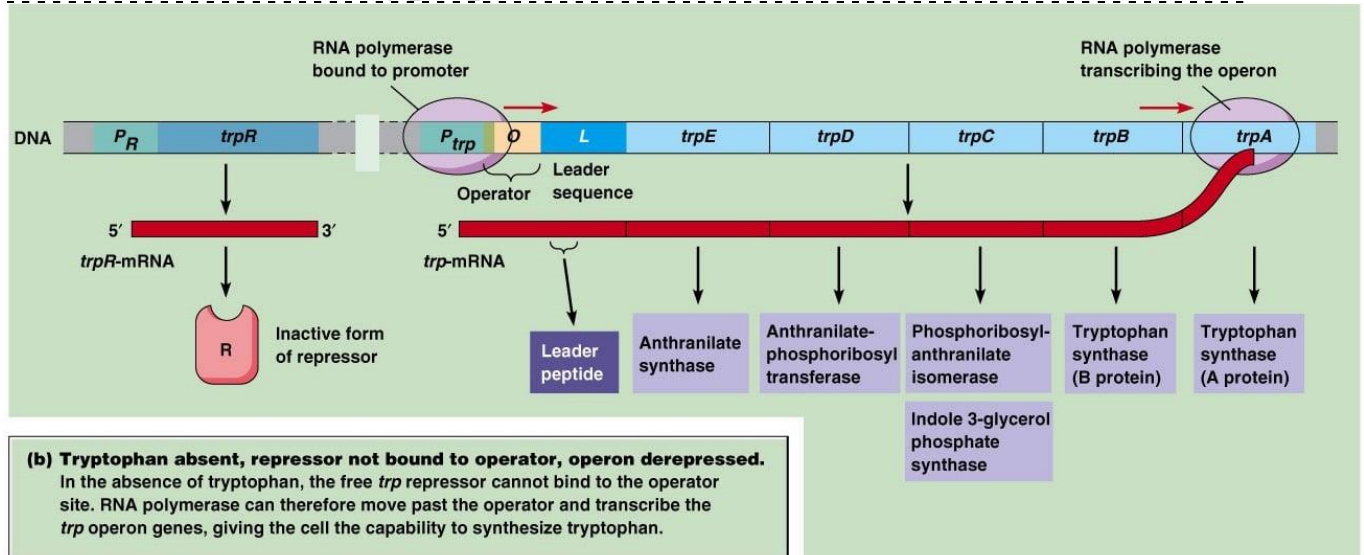 RNA polymerase
bound to promoter
RNA polymerase
transcribing the operon
DNA
PR
trpR
Ptrp
O
L
trpE
trpD
trpC
trpB
trpA
Operator
Leader
sequence
5′
3′
trpR-mRNA
5′
trp-mRNA
R
Inactive form
of repressor
Leader
peptide
Anthranilate
synthase
Anthranilate-
phosphoribosyl
transferase
Phosphoribosyl-
anthranilate
isomerase
Indole 3-glycerol
phosphate
synthase
Tryptophan
synthase
(B protein)
Tryptophan
synthase
(A protein)
(b) Tryptophan absent, repressor not bound to operator, operon derepressed.
In the absence of tryptophan, the free trp repressor cannot bind to the operator
site. RNA polymerase can therefore move past the operator and transcribe the
trp operon genes, giving the cell the capability to synthesize tryptophan.